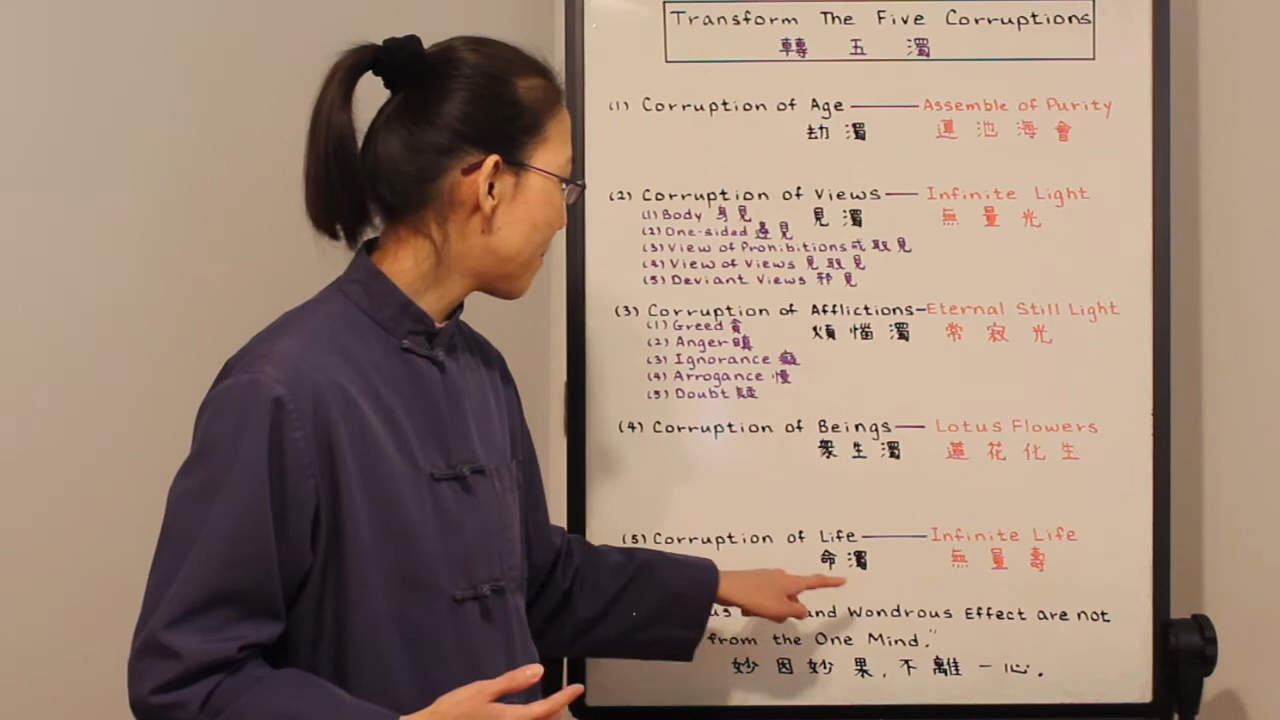 Transform The Five Corruptions
轉 五 濁
(1) Corruption of Age — Assemble of Purity
劫濁 蓮池海會
(2) Corruption of Views — Infinite Light
(1) Body 身見 見濁 無量光
(2) One-sided 邊見
(3) View of Prohibitions 戒取見
(4) View of Views 見取見
(5) Deviant Views 邪見
(3) Corruption of Afflictions - Eternal Still Light
(1) Greed 貪 煩惱濁 常寂光
(2) Anger 瞋
(3) Ignorance 癡
(4) Arrogance 慢
(5) Doubt 疑
(4) Corruption of Beings — Lotus Flowers
衆生濁 蓮花化生
(5) Corruption of Life — Infinite Life
命濁 無量壽
and Wondrous Effect are not
from the One Mind."
妙因妙果,不離一心.